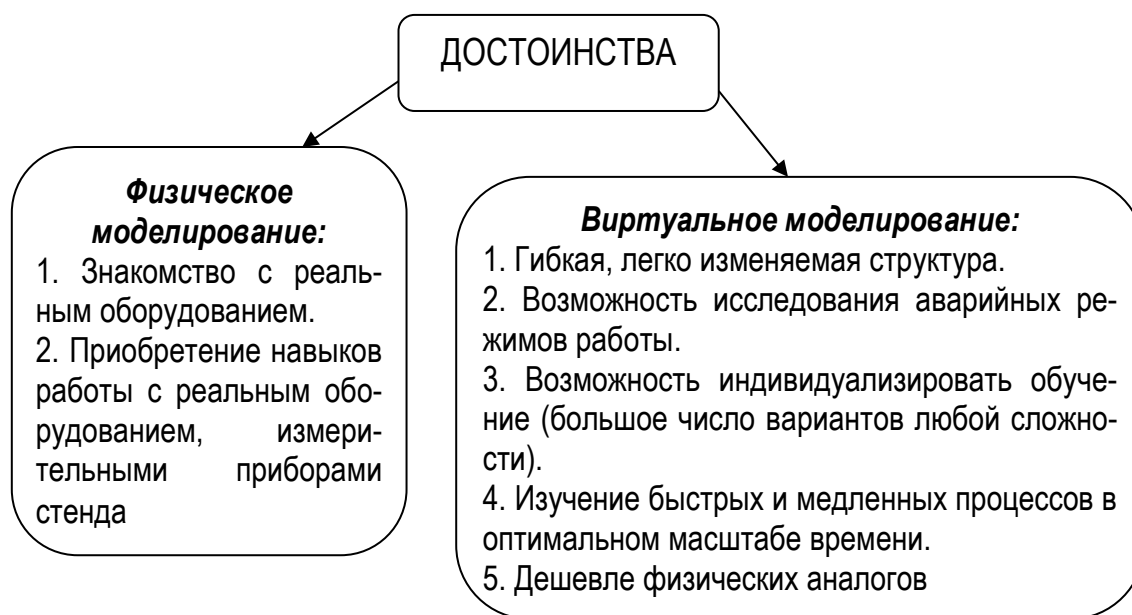 ДОСТОИНСТВА
Физическое
моделирование:
1. Знакомство с реаль-
ным оборудованием.
2. Приобретение навыков
работы с реальным обо-
рудованием, измери-
тельными приборами
стенда
Виртуальное моделирование:
1. Гибкая, легко изменяемая структура.
2. Возможность исследования аварийных ре-
жимов работы.
3. Возможность индивидуализировать обуче-
ние (большое число вариантов любой сложно-
сти).
4. Изучение быстрых и медленных процессов в
оптимальном масштабе времени.
5. Дешевле физических аналогов